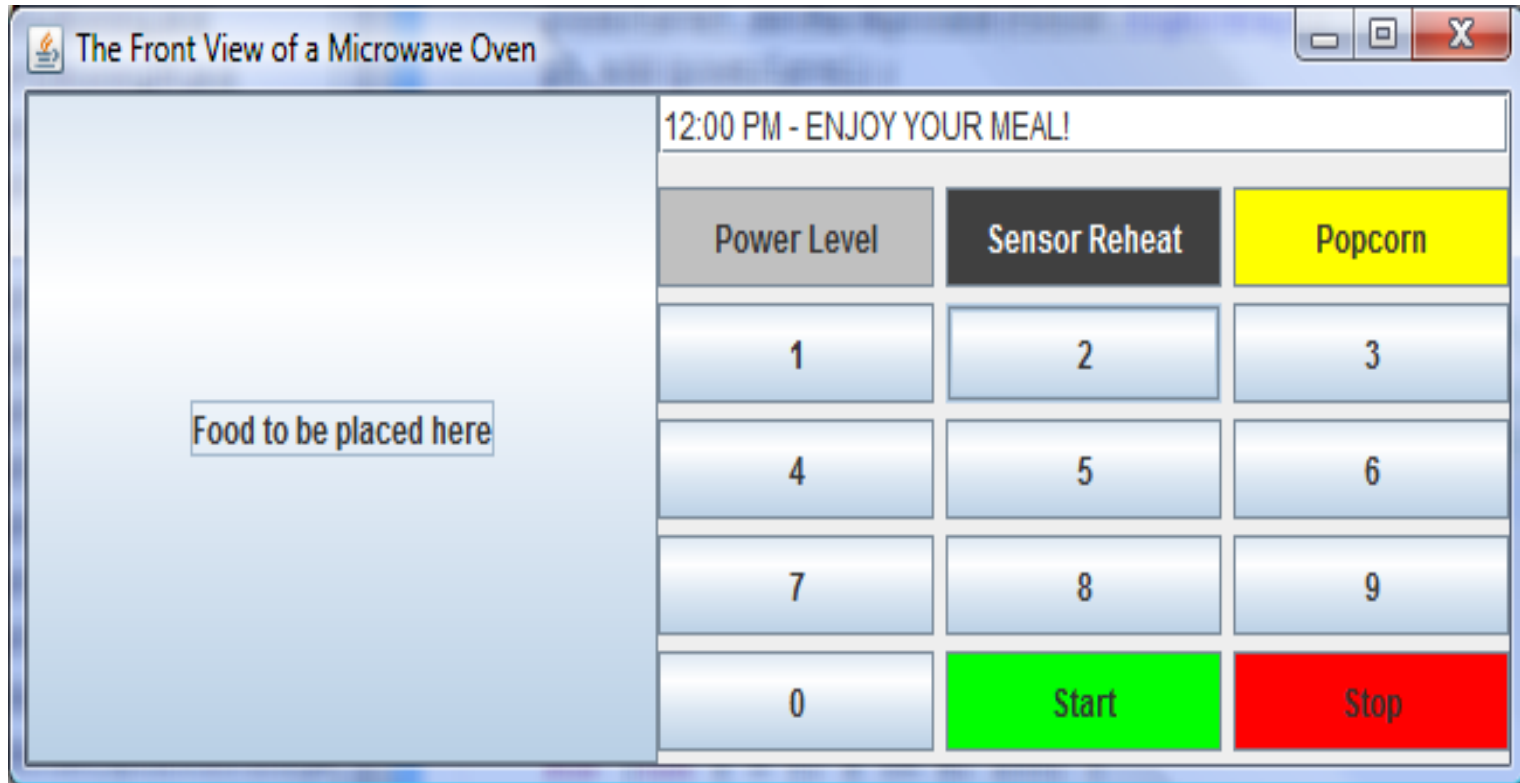 The Front View of a Microwave Oven
12:00 PM - ENJOY YOUR MEAL!
Food to be placed here
Power Level Sensor Reheat Popcorn
1 2 3
4 5 6
7 8 9
0 Start Stop